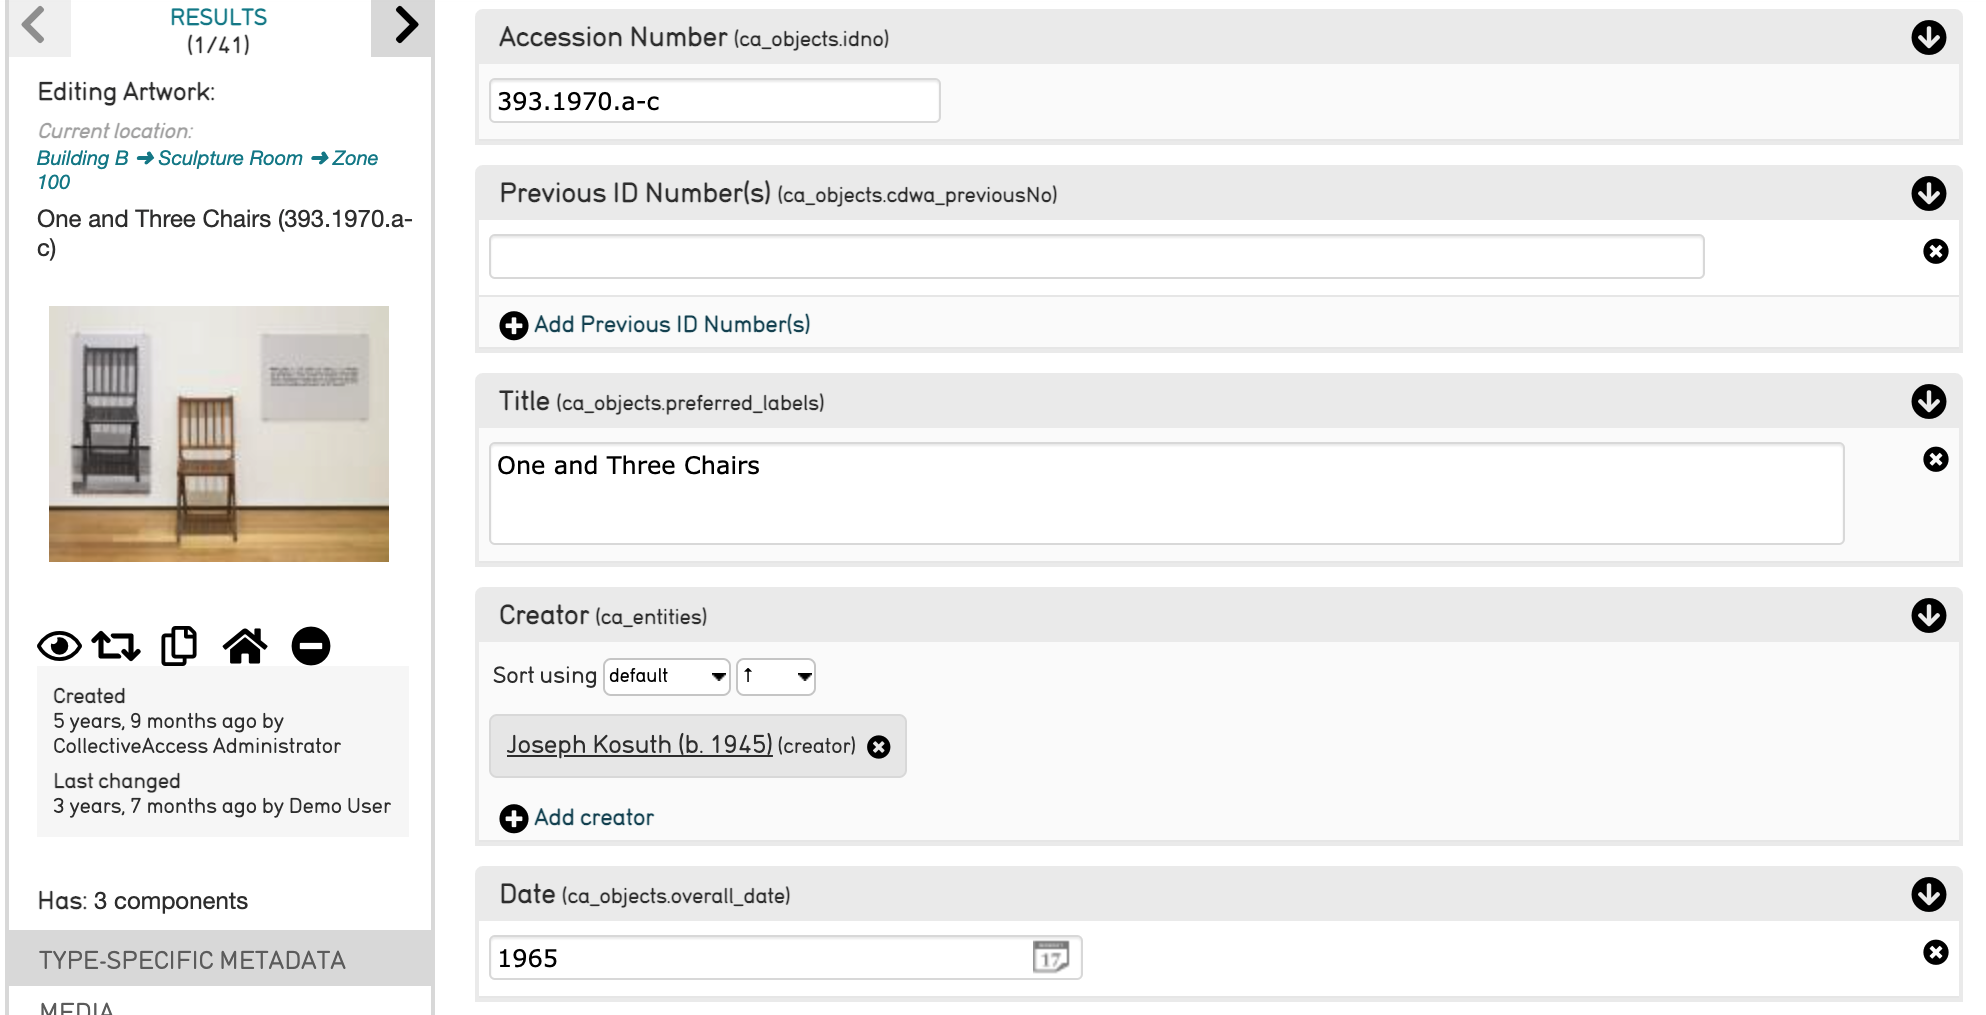 RESULTS
(1/41)
Editing Artwork:
Current location:
Building B ➜ Sculpture Room ➜ Zone
100
One and Three Chairs (393.1970.a-
c)
Created
5 years, 9 months ago by
CollectiveAccess Administrator
Last changed
3 years, 7 months ago by Demo User
Has: 3 components
TYPE-SPECIFIC METADATA
MEDIA
Accession Number (ca_objects.idno)
393.1970.a-c
Previous ID Number(s) (ca_objects.cdwa_previousNo)
Add Previous ID Number(s)
Title (ca_objects.preferred_labels)
One and Three Chairs
Creator (ca_entities)
Sort using default ↑
Joseph Kosuth (b. 1945) (creator)
Add creator
Date (ca_objects.overall_date)
1965
17